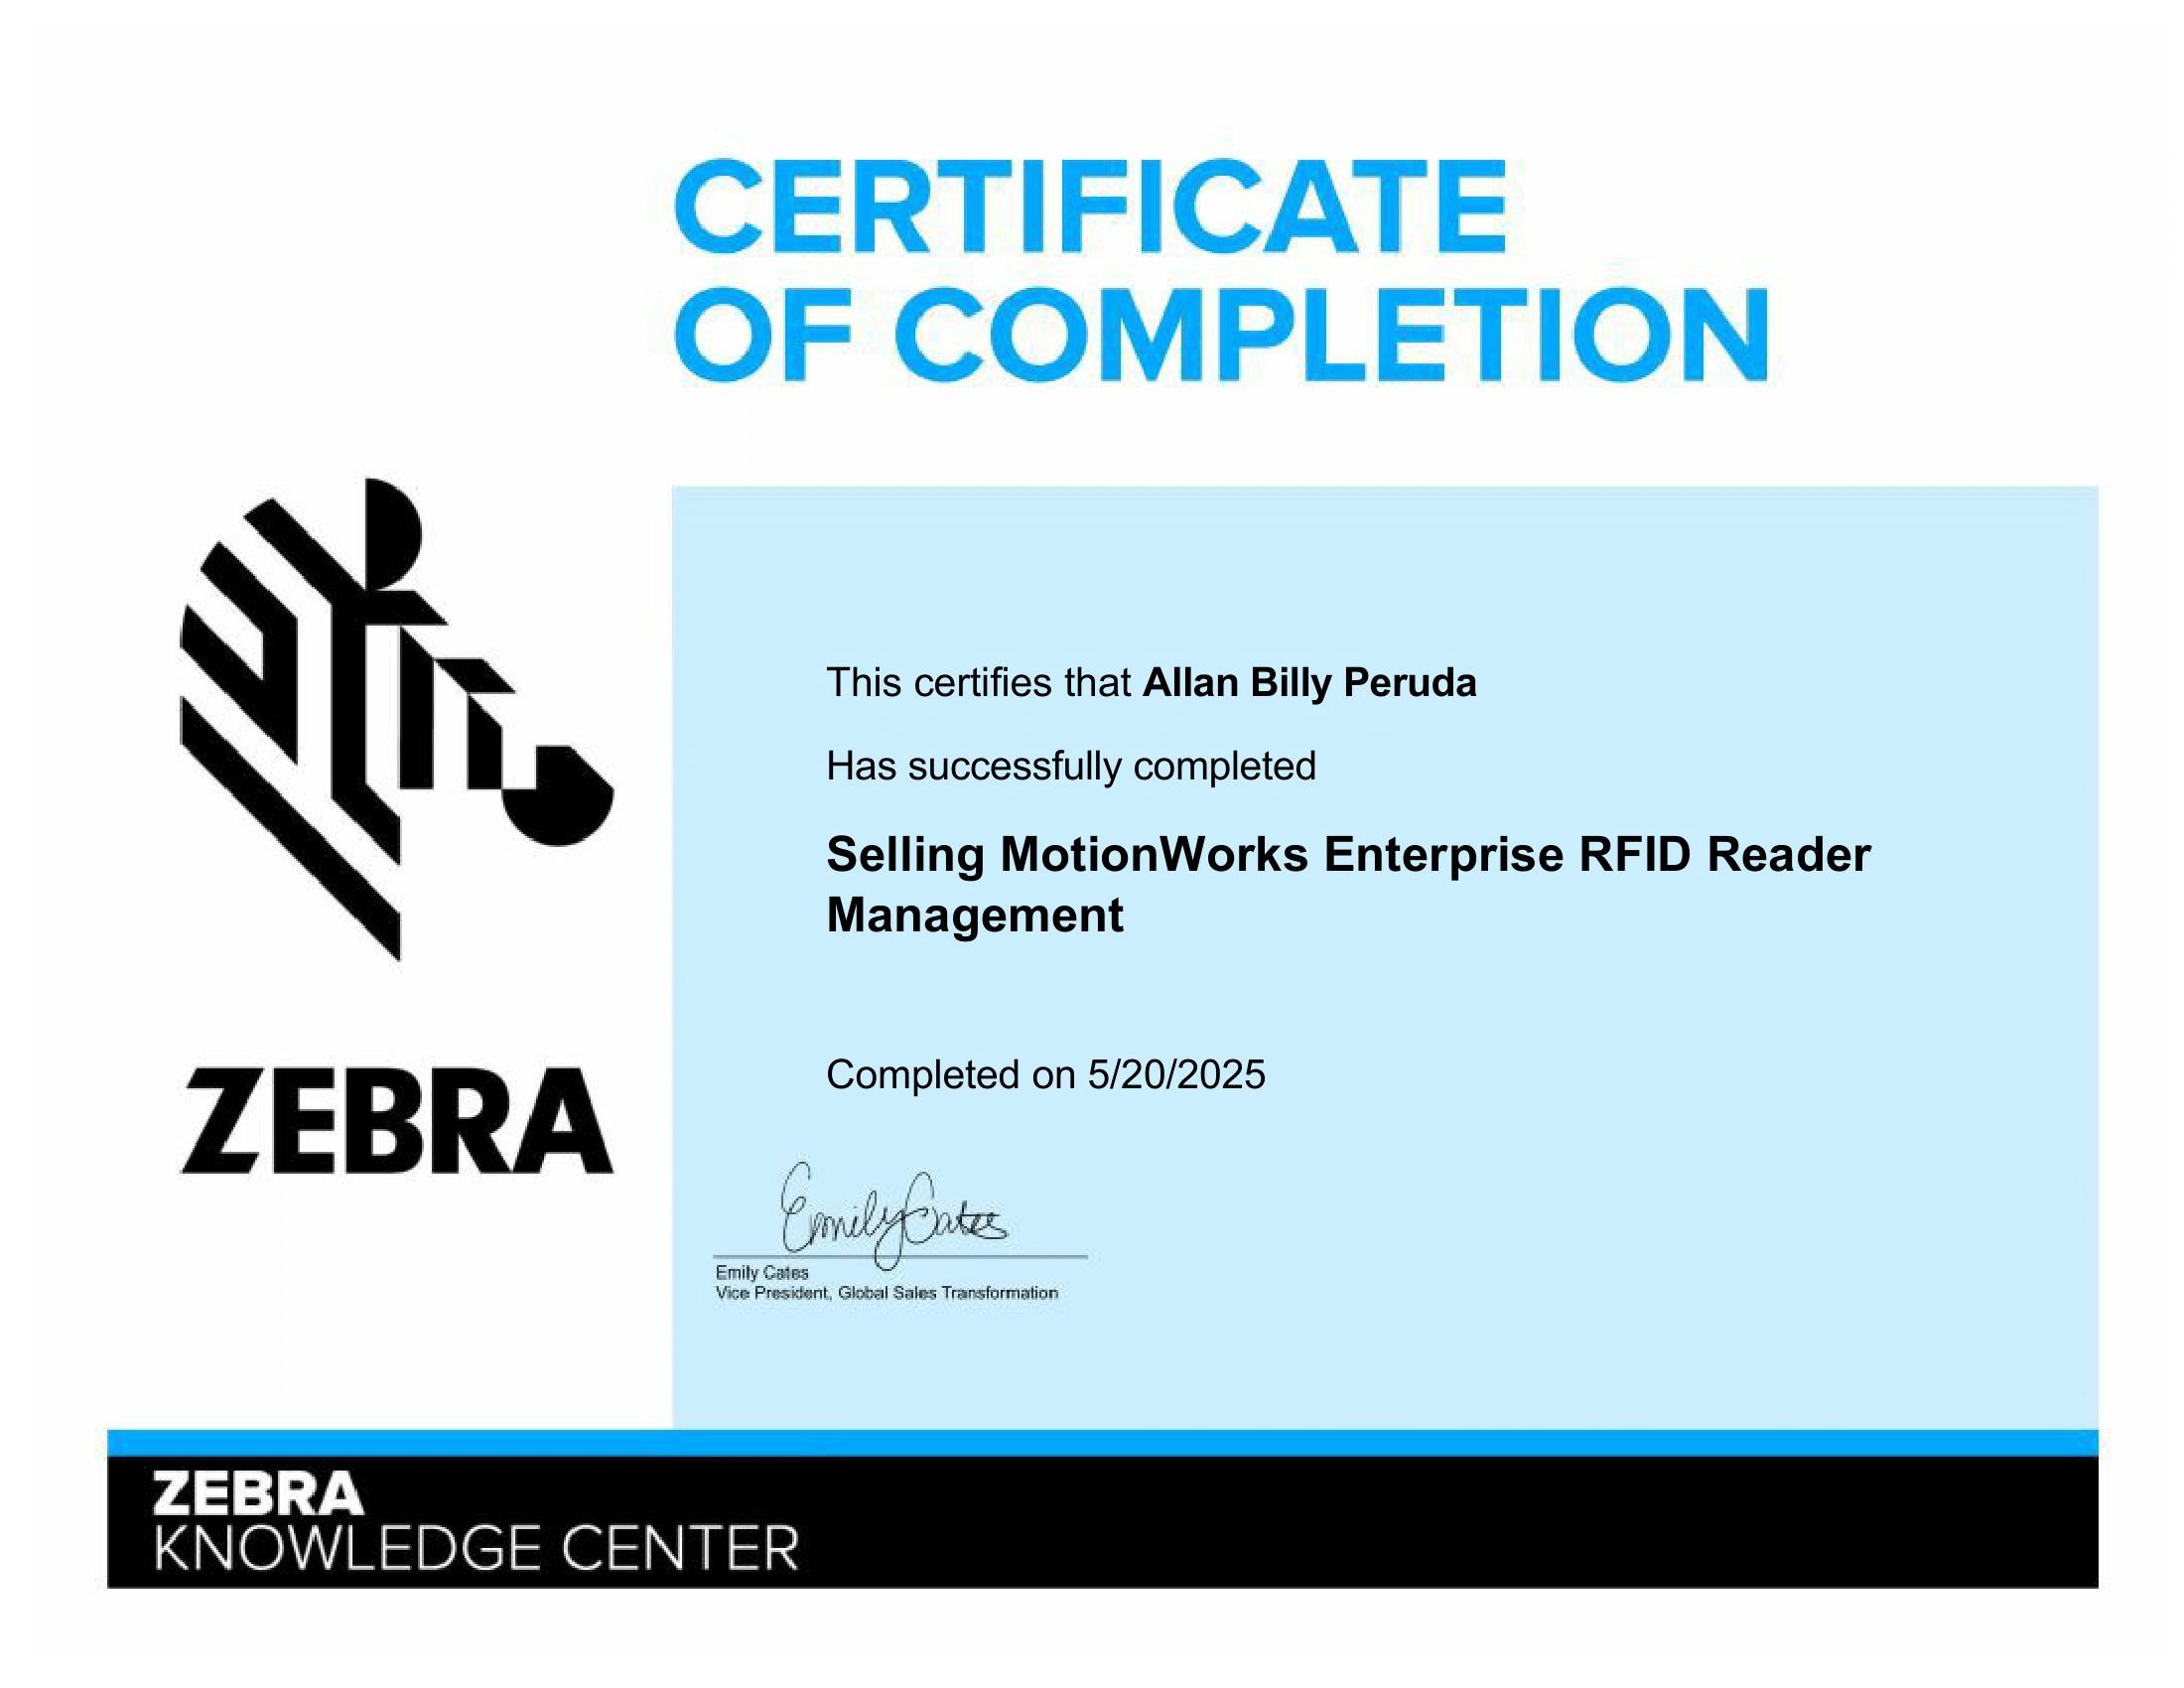 CERTIFICATE
OF COMPLETION
This certifies that Allan Billy Peruda
Has successfully completed
Selling MotionWorks Enterprise RFID Reader
Management
Completed on 5/20/2025
ZEBRA
Emily Cates
Emily Cates
Vice President, Global Sales Transformation
ZEBRA
KNOWLEDGE CENTER